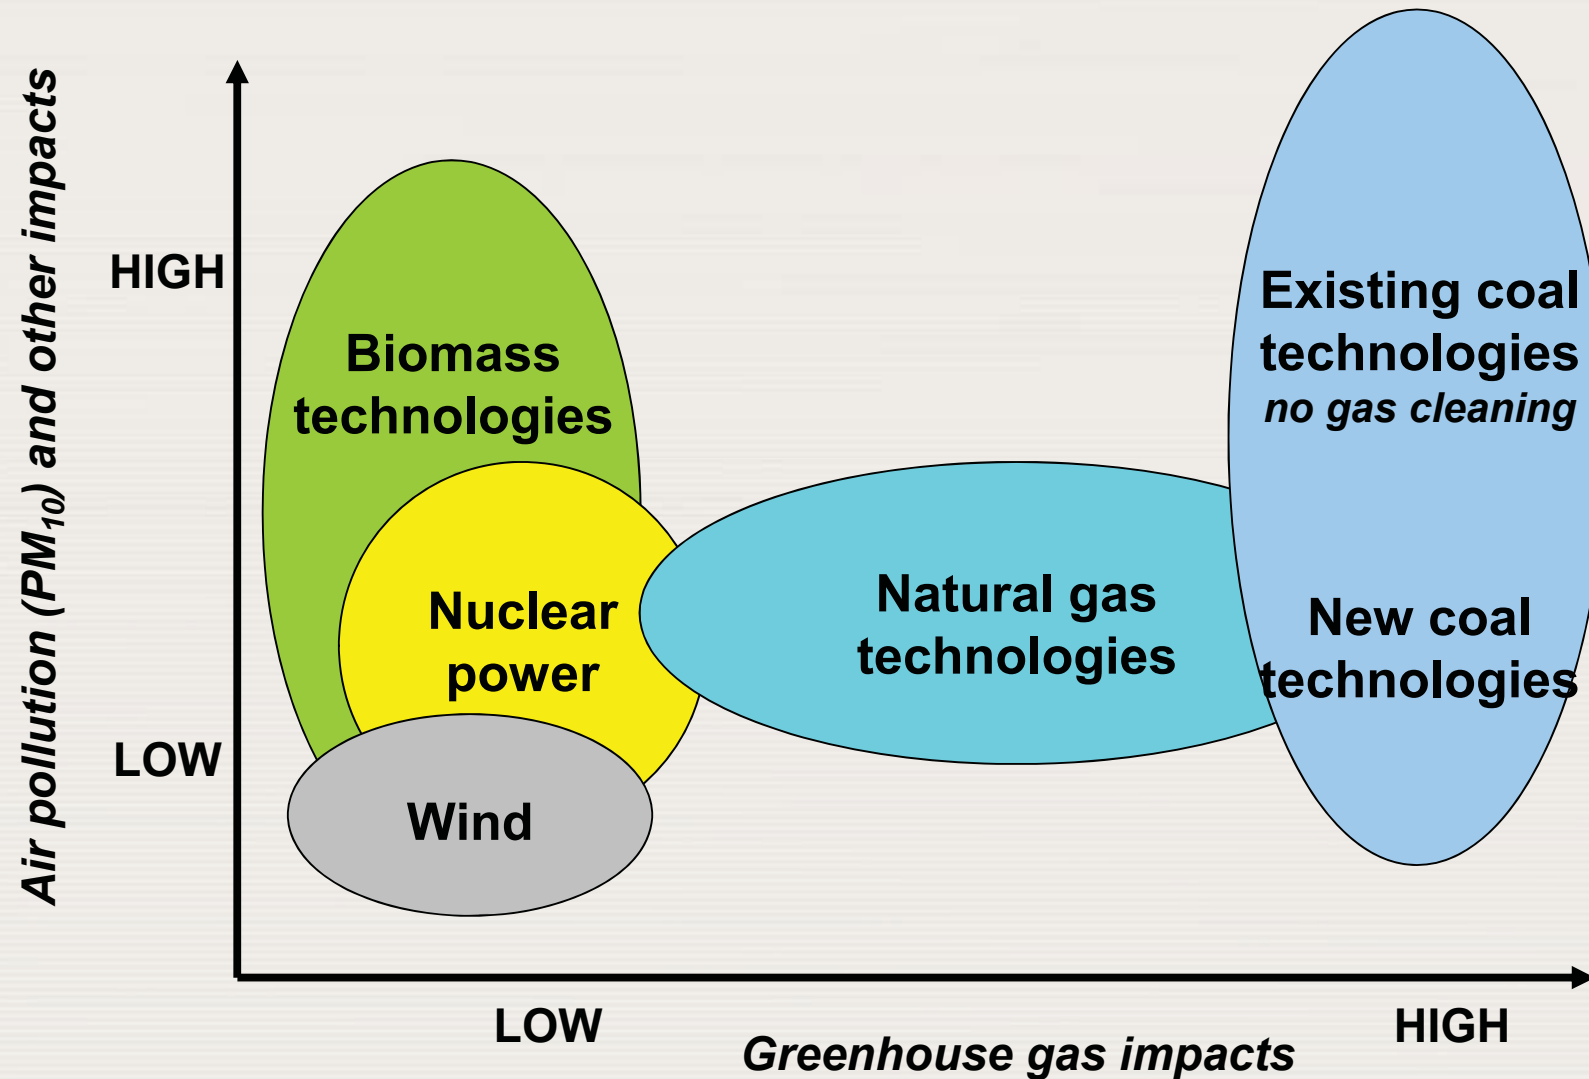 Air pollution (PM10) and other impacts
HIGH
LOW
Biomass
technologies
Nuclear
power
Wind
Natural gas
technologies
Existing coal
technologies
no gas cleaning
New coal
technologies
LOW
HIGH
Greenhouse gas impacts